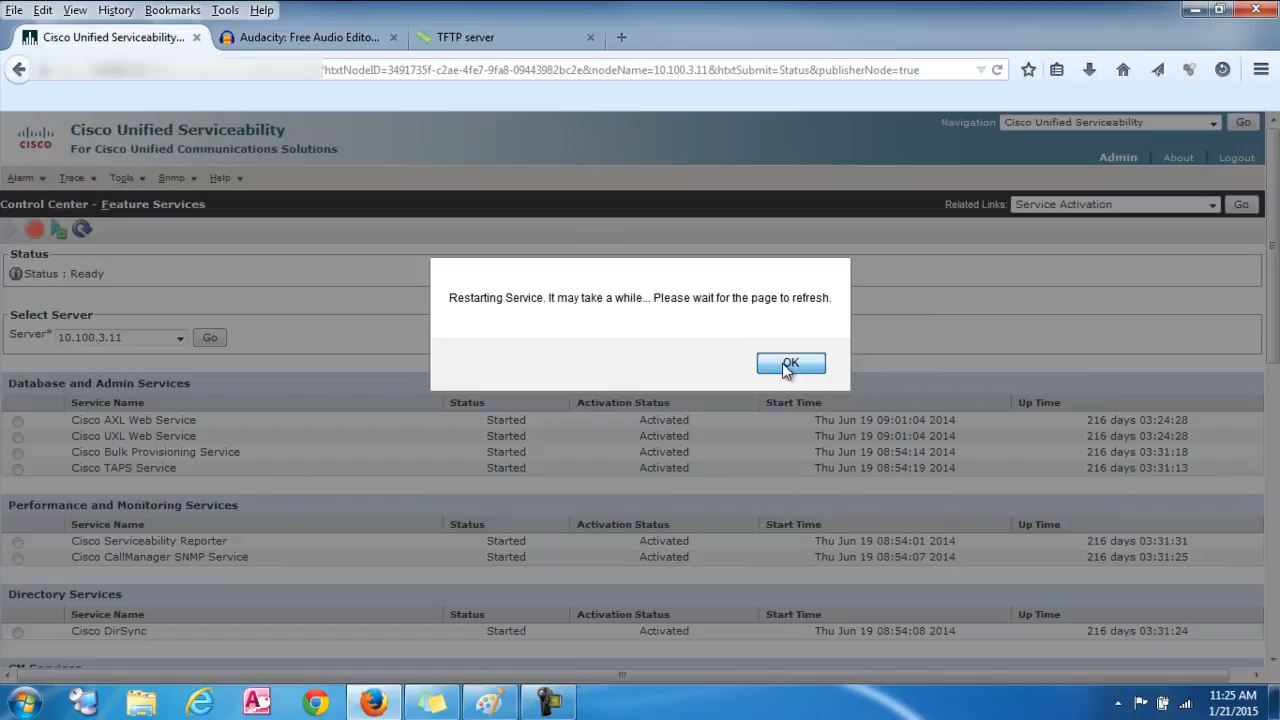 File Edit View History Bookmarks Tools Help
Cisco Unified Serviceability... Audacity: Free Audio Edito... TFTP server
?htxtNodeID=3491735f-c2ae-4fe7-9fa8-09443982bc2e&nodeName=10.100.3.11&htxtSubmit=Status&publisherNode=true
Cisco Unified Serviceability
For Cisco Unified Communications Solutions
CISCO
Navigation Cisco Unified Serviceability Go
Admin About Logout
Alarm Trace Tools Snmp Help
Control Center - Feature Services Related Links: Service Activation Go
Status
Status : Ready
Restarting Service. It may take a while... Please wait for the page to refresh.
OK
Select Server
Server* 10.100.3.11 Go
Database and Admin Services
Service Name Status Activation Status Start Time Up Time
Cisco AXL Web Service Started Activated Thu Jun 19 09:01:04 2014 216 days 03:24:28
Cisco UXL Web Service Started Activated Thu Jun 19 09:01:04 2014 216 days 03:24:28
Cisco Bulk Provisioning Service Started Activated Thu Jun 19 08:54:14 2014 216 days 03:31:18
Cisco TAPS Service Started Activated Thu Jun 19 08:54:19 2014 216 days 03:31:13
Performance and Monitoring Services
Service Name Status Activation Status Start Time Up Time
Cisco Serviceability Reporter Started Activated Thu Jun 19 08:54:01 2014 216 days 03:31:31
Cisco CallManager SNMP Service Started Activated Thu Jun 19 08:54:07 2014 216 days 03:31:25
Directory Services
Service Name Status Activation Status Start Time Up Time
Cisco DirSync Started Activated Thu Jun 19 08:54:08 2014 216 days 03:31:24
CM Services
11:25 AM
1/21/2015